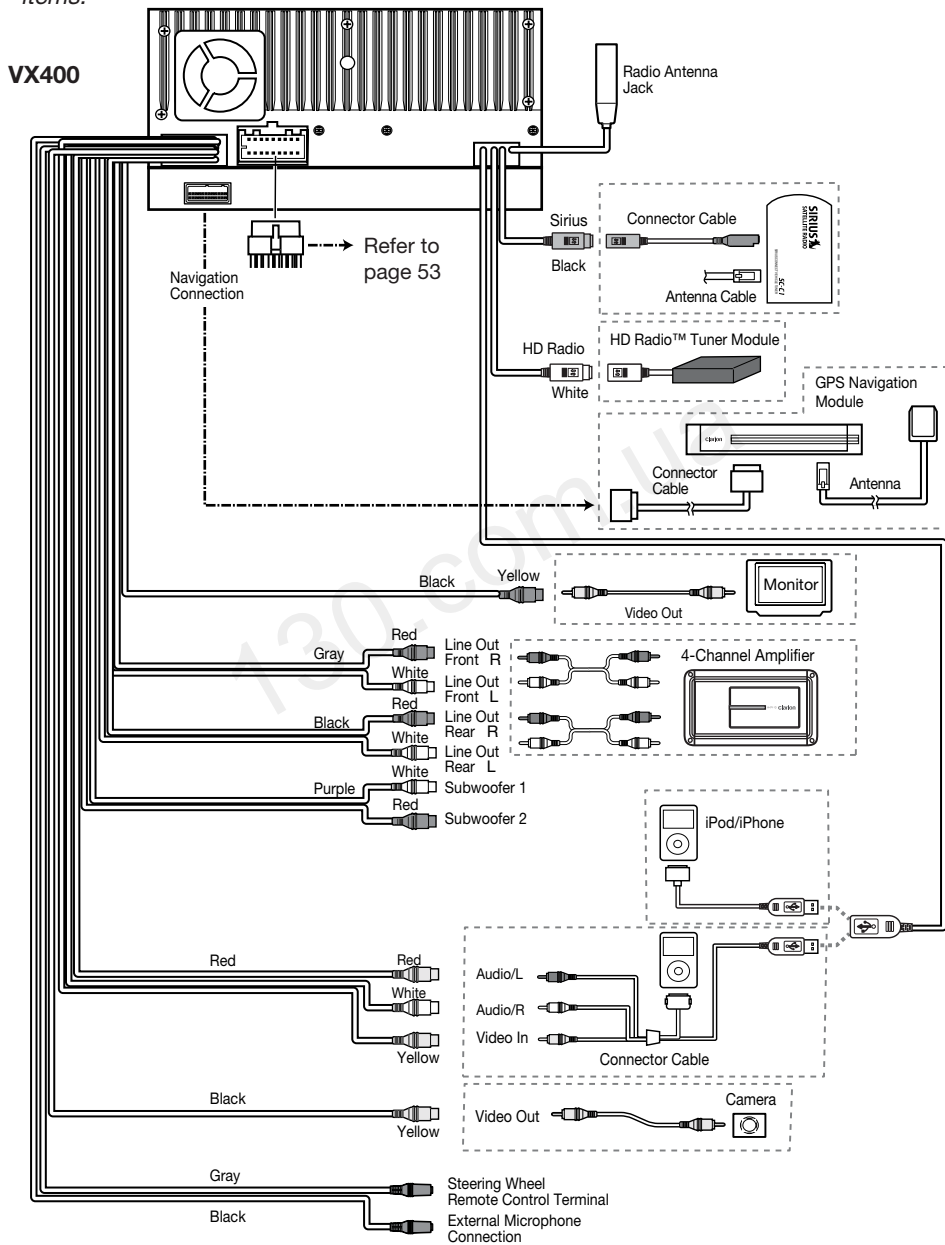 items.
VX400
Radio Antenna
Jack
Sirius
Black
Connector Cable
Antenna Cable
SIRIUS
SATELLITE RADIO
SC-C1
Refer to
page 53
Navigation
Connection
HD Radio
White
HD Radio™ Tuner Module
GPS Navigation
Module
Clarion
Connector
Cable
Antenna
Black
Yellow
Video Out
Monitor
Gray
Red
Line Out
Front R
White
Line Out
Front L
4-Channel Amplifier
Clarion
Black
Red
Line Out
Rear R
White
Line Out
Rear L
Purple
White
Subwoofer 1
Red
Subwoofer 2
iPod/iPhone
Red
Red
White
Yellow
Audio/L
Audio/R
Video In
Connector Cable
Black
Yellow
Video Out
Camera
Gray
Steering Wheel
Remote Control Terminal
Black
External Microphone
Connection
130.com.ua